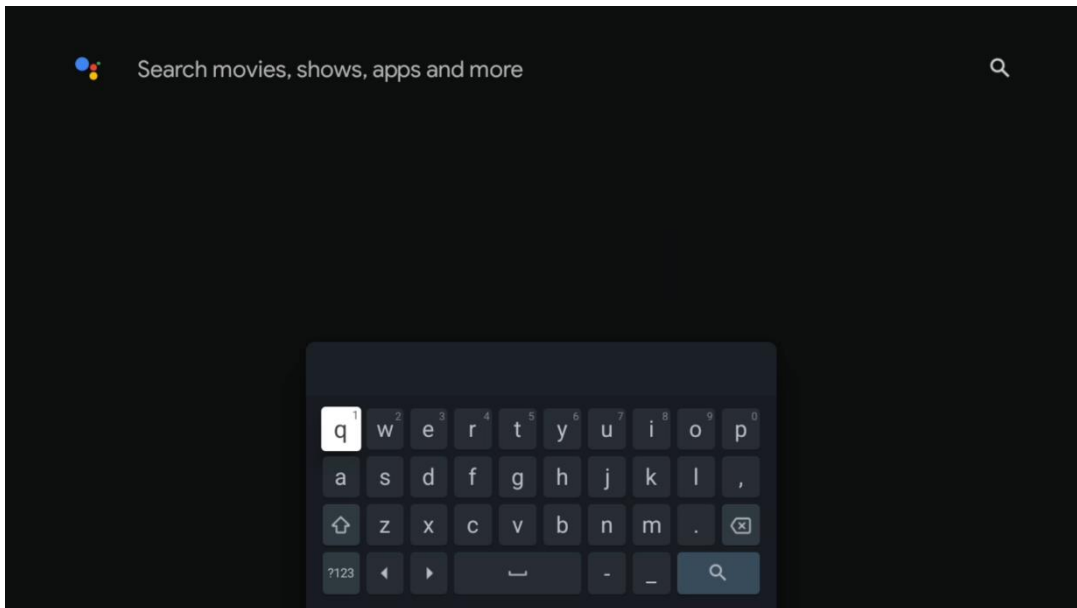 Search movies, shows, apps and more
q 1 w 2 e 3 r 4 t 5 y 6 u 7 i 8 o 9 p 0
a s d f g h j k l ,
z x c v b n m .
?123 - _